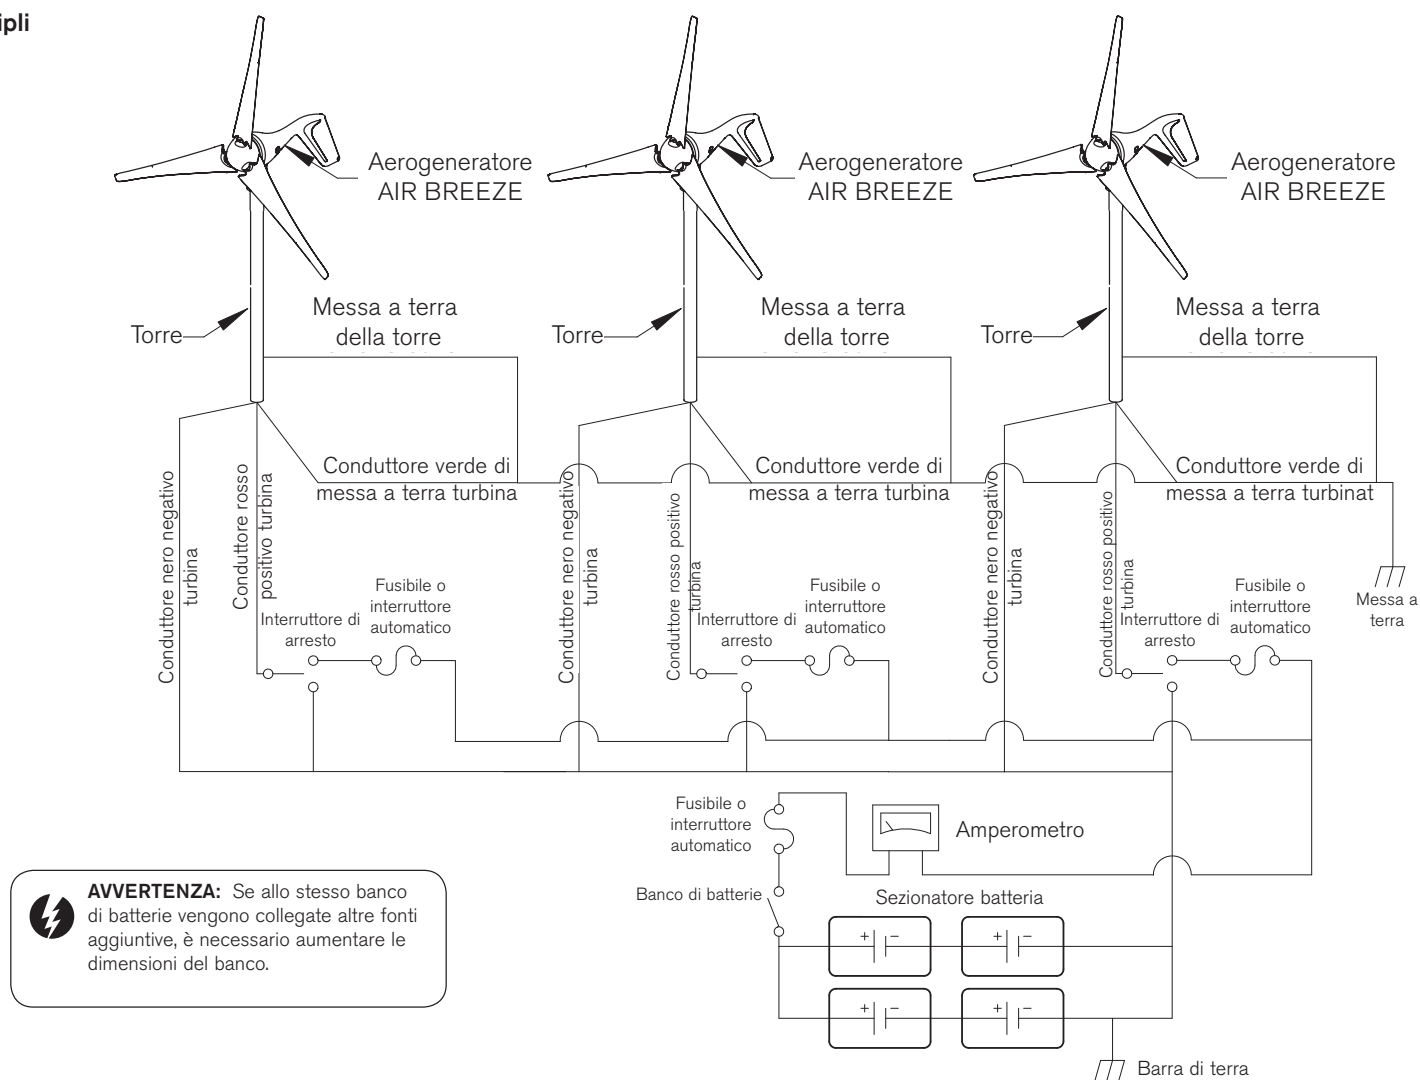 ipli
Aerogeneratore
AIR BREEZE
Aerogeneratore
AIR BREEZE
Aerogeneratore
AIR BREEZE
Torre
Messa a terra
della torre
Torre
Messa a terra
della torre
Torre
Messa a terra
della torre
Conduttore verde di
messa a terra turbina
Conduttore verde di
messa a terra turbina
Conduttore verde di
messa a terra turbinat
Conduttore nero negativo
turbina
Conduttore rosso
positivo turbina
Conduttore nero negativo
turbina
Conduttore rosso positivo
turbina
Conduttore nero negativo
turbina
Conduttore rosso positivo
turbina
Interruttore di
arresto
Fusibile o
interruttore
automatico
Interruttore di
arresto
Fusibile o
interruttore
automatico
Interruttore di
arresto
Fusibile o
interruttore
automatico
Messa a
terra
Fusibile o
interruttore
automatico
Amperometro
Banco di batterie
Sezionatore batteria
+ −
+ −
+ −
+ −
Barra di terra
AVVERTENZA: Se allo stesso banco
di batterie vengono collegate altre fonti
aggiuntive, è necessario aumentare le
dimensioni del banco.